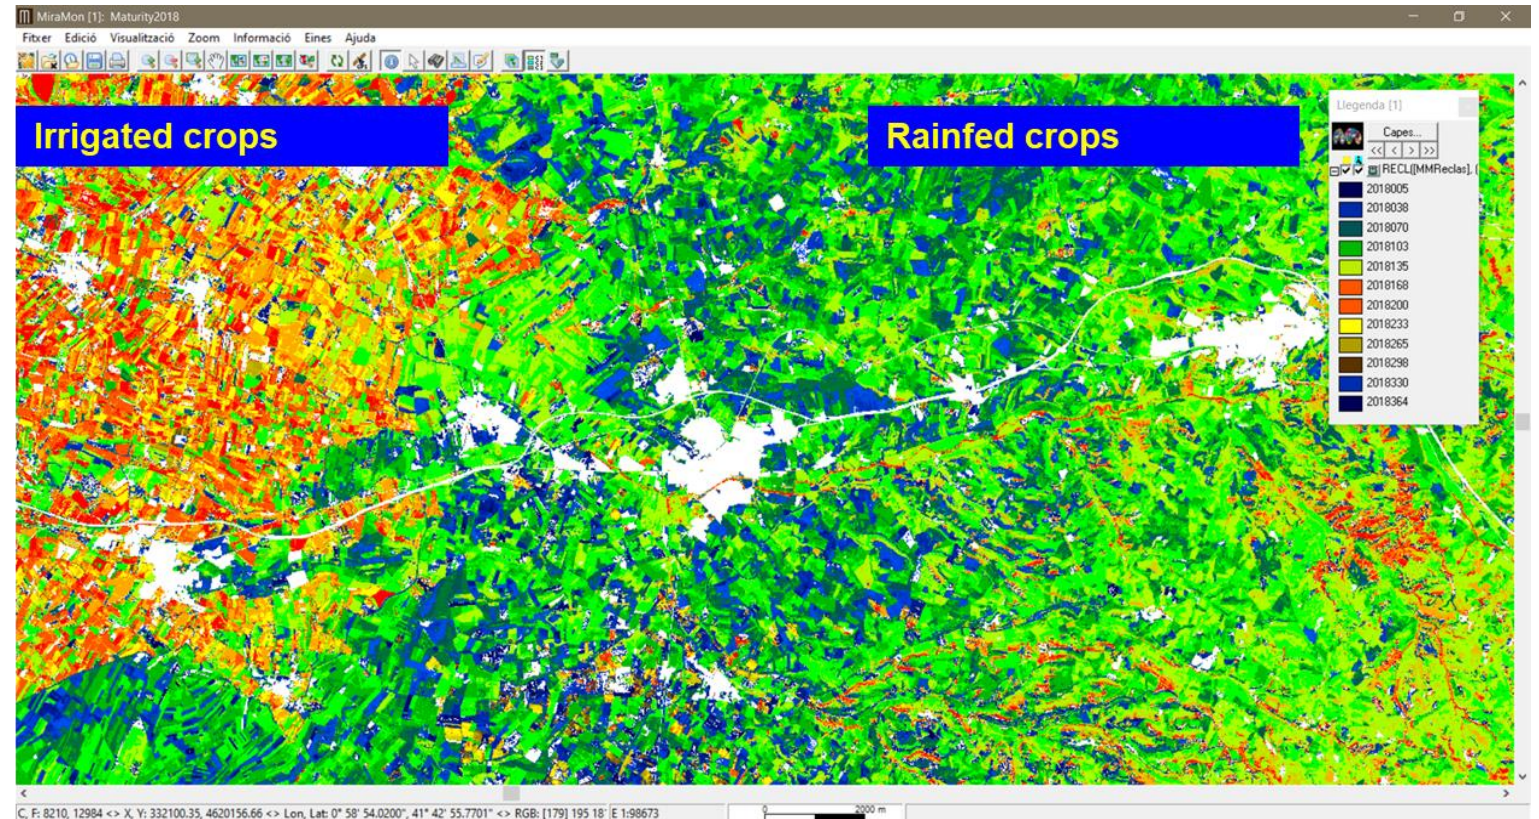 MiraMon [1]: Maturity2018
Fitxer Edició Visualització Zoom Informació Eines Ajuda
Irrigated crops
Rainfed crops
Llegenda [1]
Capes...
<< < > >>
RECL([MMReclas], (
2018005
2018038
2018070
2018103
2018135
2018168
2018200
2018233
2018265
2018298
2018330
2018364
C, F: 8210, 12984 <> X, Y: 332100.35, 4620156.66 <> Lon, Lat: 0° 58' 54.0200", 41° 42' 55.7701" <> RGB: [179] 195 18 E 1:98673
0 2000 m